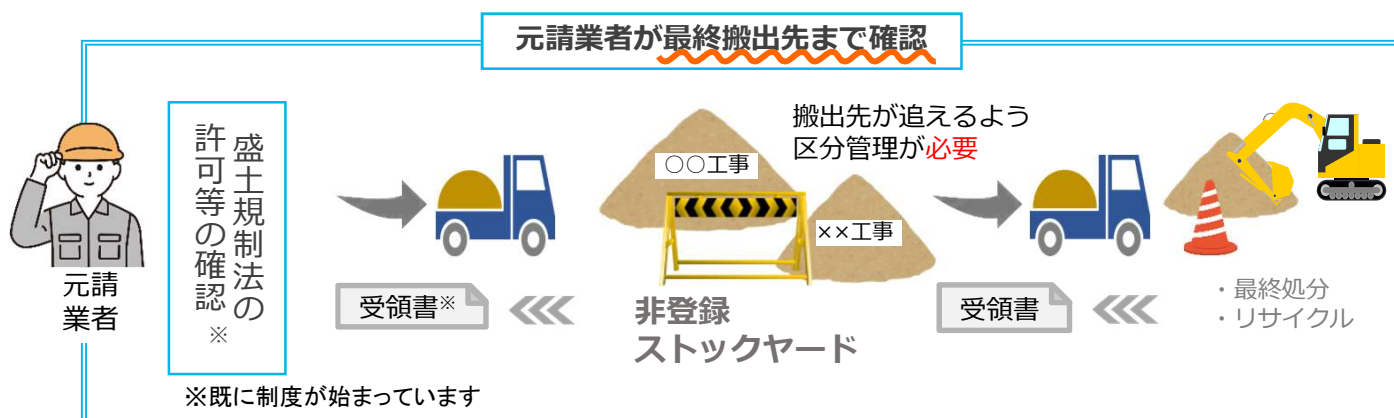 元請業者が最終搬出先まで確認
盛土規制法の
許可等の確認
※
元請
業者
搬出先が追えるよう
区分管理が必要
○○工事
××工事
受領書※
非登録
ストックヤード
受領書
・最終処分
・リサイクル
※既に制度が始まっています